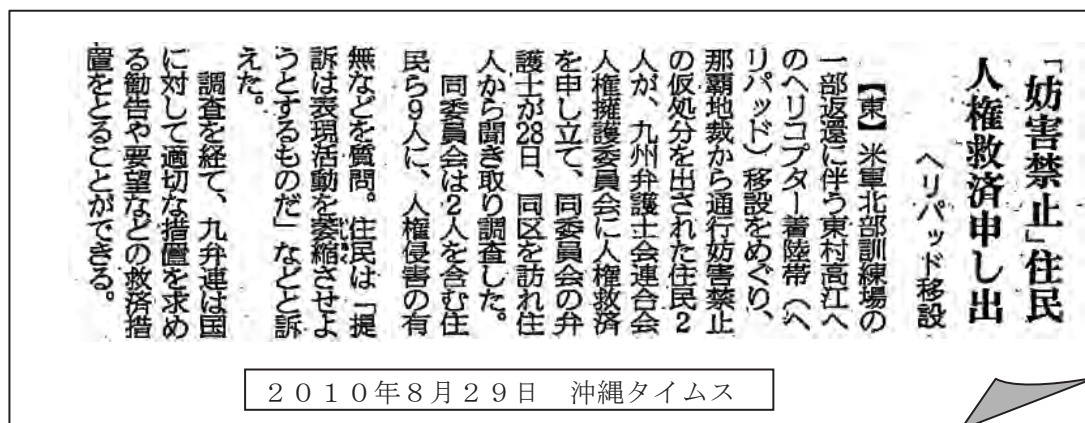 「妨害禁止」住民
人権救済申し出
ヘリパッド移設
【東】米軍北部訓練場の
一部返還に伴う東村高江へ
のヘリコプター着陸帯（ヘ
リパッド）移設をめぐり、
那覇地裁から通行妨害禁止
の仮処分を出された住民2
人が、九州弁護士会連合会
人権擁護委員会に人権救済
を申し立て、同委員会の弁
護士が28日、同区を訪れ住
人から聞き取り調査した。
同委員会は2人を含む住
民ら9人に、人権侵害の有
無などを質問。住民は「提
訴は表現活動を委縮させよ
うとするものだ」などと訴
えた。
調査を経て、九弁連は国
に対して適切な措置を求め
る勧告や要望などの救済措
置をとることができる。
２０１０年８月２９日　沖縄タイムス